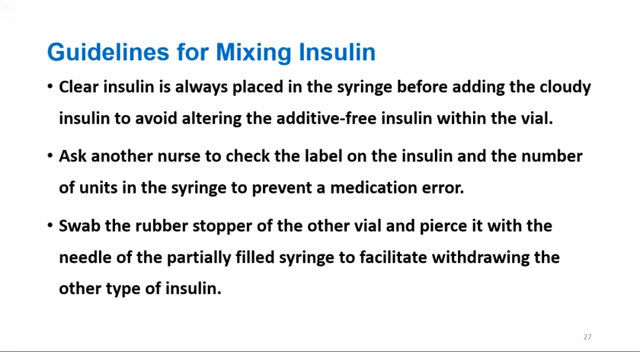 Guidelines for Mixing Insulin
• Clear insulin is always placed in the syringe before adding the cloudy
insulin to avoid altering the additive-free insulin within the vial.
• Ask another nurse to check the label on the insulin and the number
of units in the syringe to prevent a medication error.
• Swab the rubber stopper of the other vial and pierce it with the
needle of the partially filled syringe to facilitate withdrawing the
other type of insulin.
27